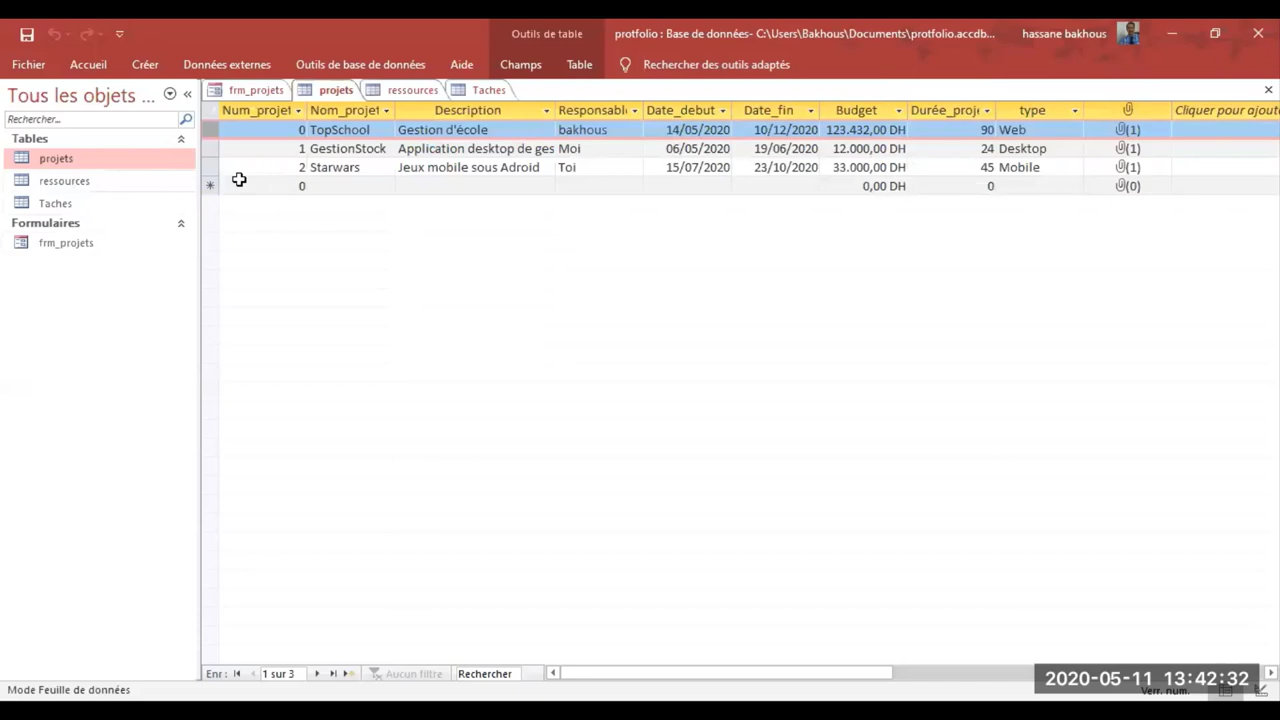 Outils de table
protfolio : Base de données- C:\Users\Bakhous\Documents\protfolio.accdb...
hassane bakhous
Fichier Accueil Créer Données externes Outils de base de données Aide Champs Table Rechercher des outils adaptés
Tous les objets ...
Rechercher...
Tables
projets
ressources
Taches
Formulaires
frm_projets
frm_projets projets ressources Taches
Num_projet Nom_projet Description Responsable Date_debut Date_fin Budget Durée_proje type Cliquer pour ajoute
0 TopSchool Gestion d'école bakhous 14/05/2020 10/12/2020 123.432,00 DH 90 Web (1)
1 GestionStock Application desktop de ges Moi 06/05/2020 19/06/2020 12.000,00 DH 24 Desktop (1)
2 Starwars Jeux mobile sous Adroid Toi 15/07/2020 23/10/2020 33.000,00 DH 45 Mobile (1)
0 0,00 DH 0 (0)
Enr : 1 sur 3 Aucun filtre Rechercher
Mode Feuille de données
2020-05-11 13:42:32
Verr. num.